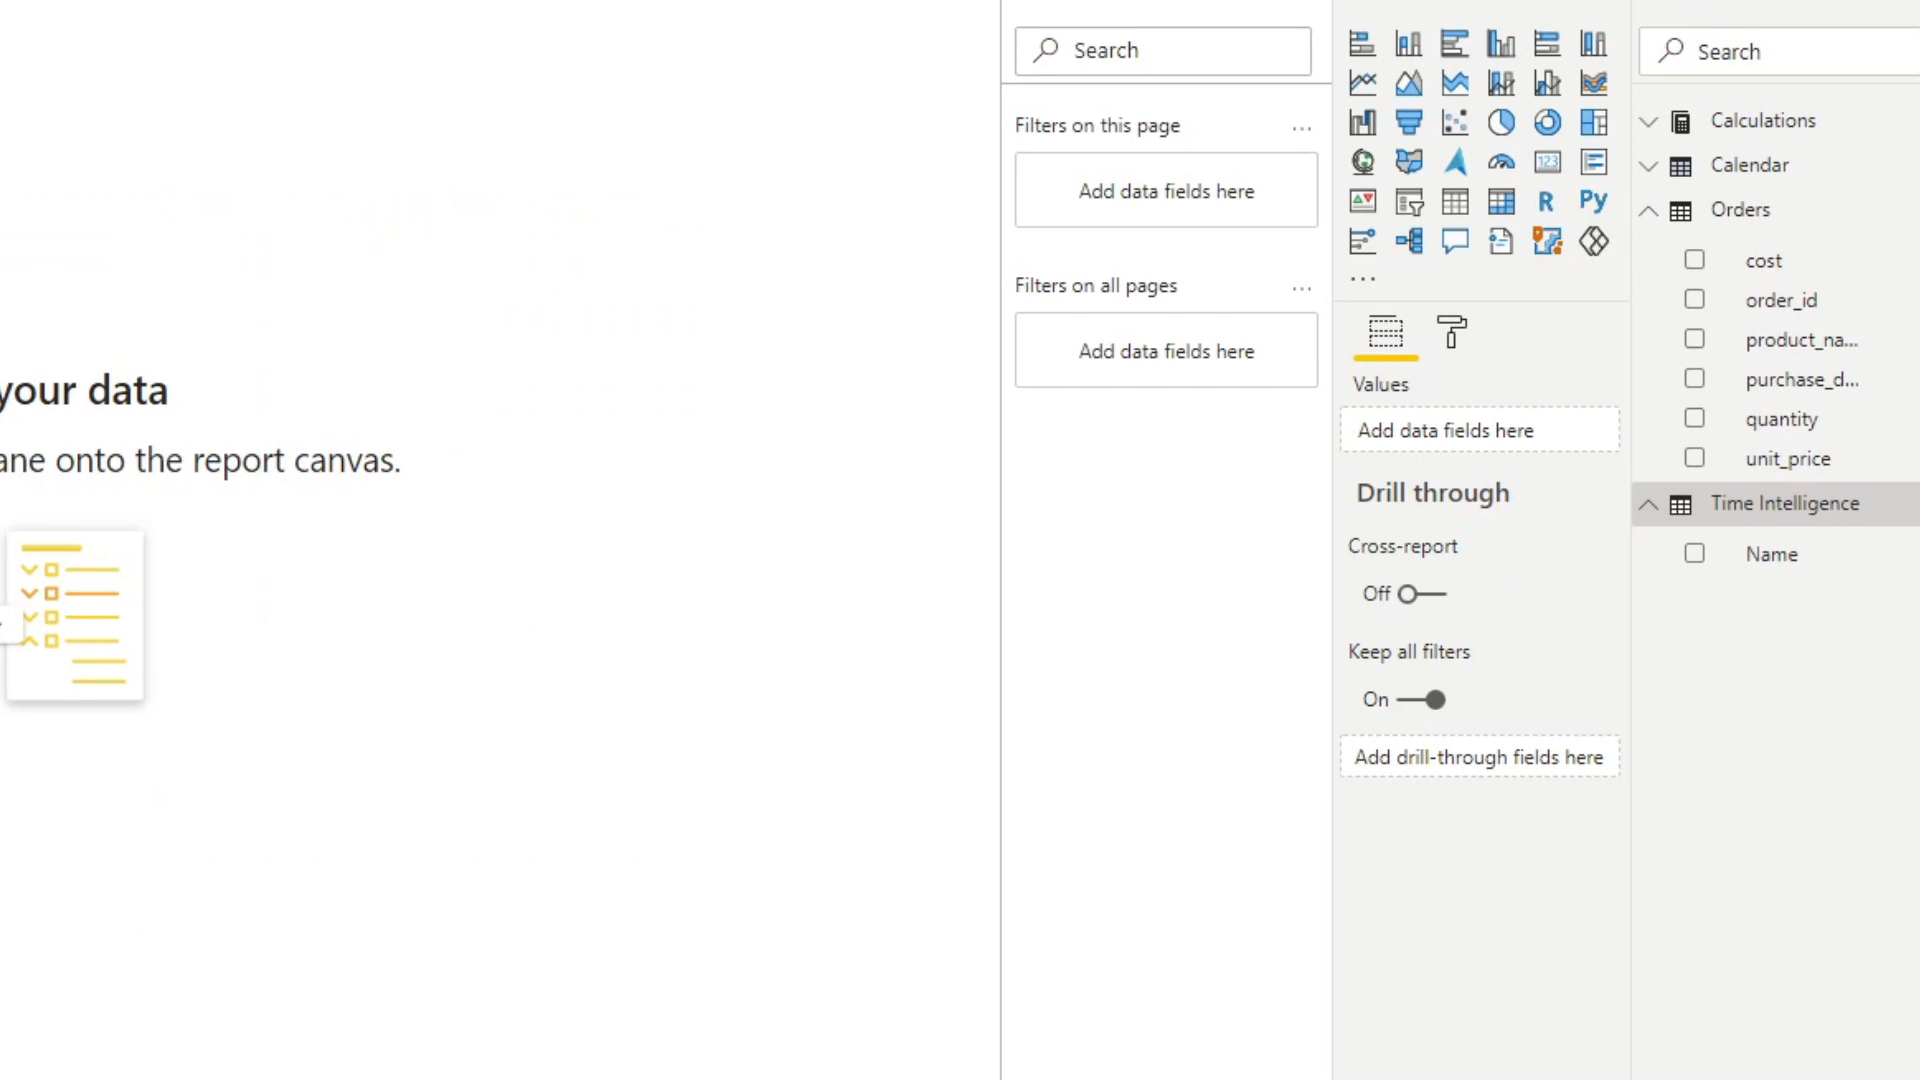 your data
ane onto the report canvas.
Search
Filters on this page
...
Add data fields here
Filters on all pages
...
Add data fields here
123
R
Py
...
Values
Add data fields here
Drill through
Cross-report
Off
Keep all filters
On
Add drill-through fields here
Search
Calculations
Calendar
Orders
cost
order_id
product_na...
purchase_d...
quantity
unit_price
Time Intelligence
Name